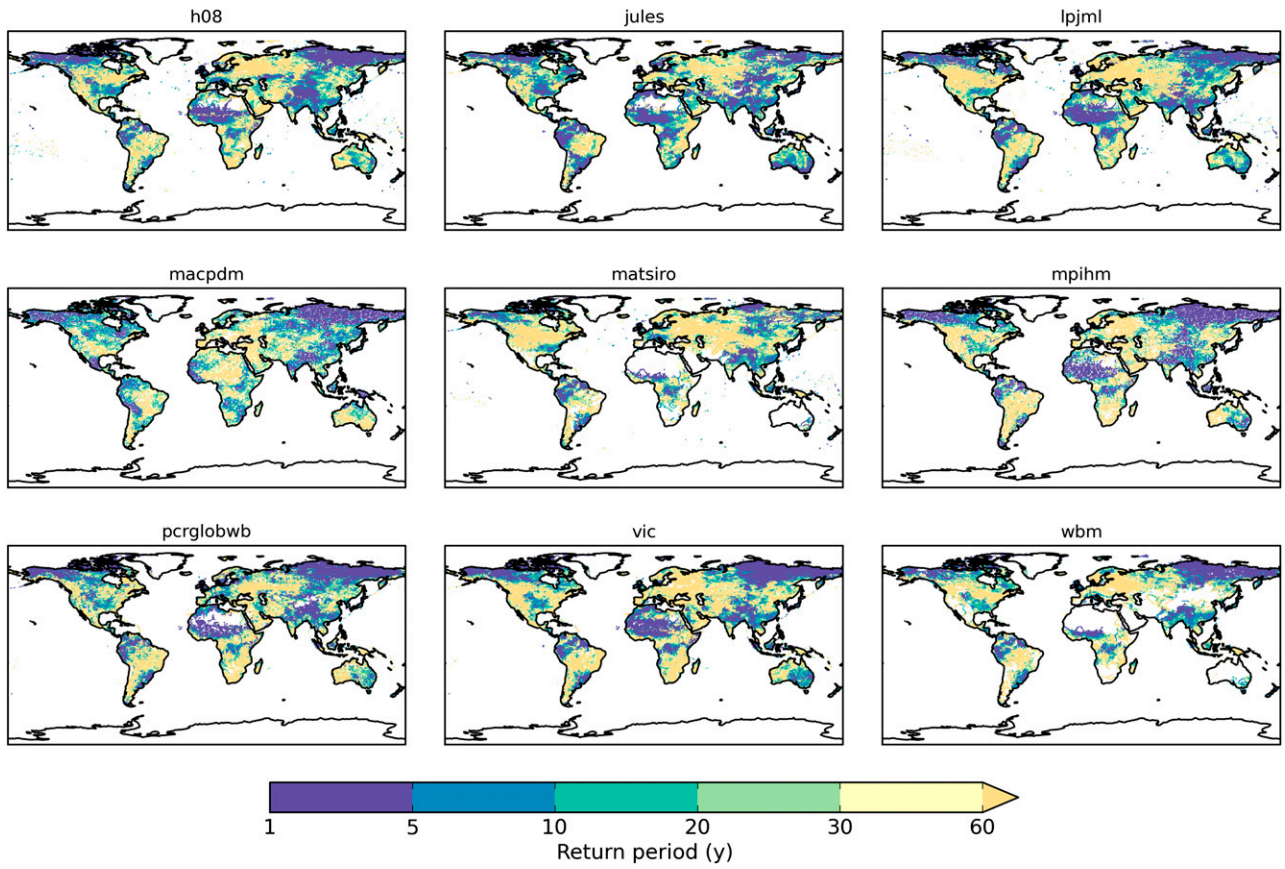 h08 jules lpjml
macpdm matsiro mpihm
pcrglobwb vic wbm
1 5 10 20 30 60
Return period (y)